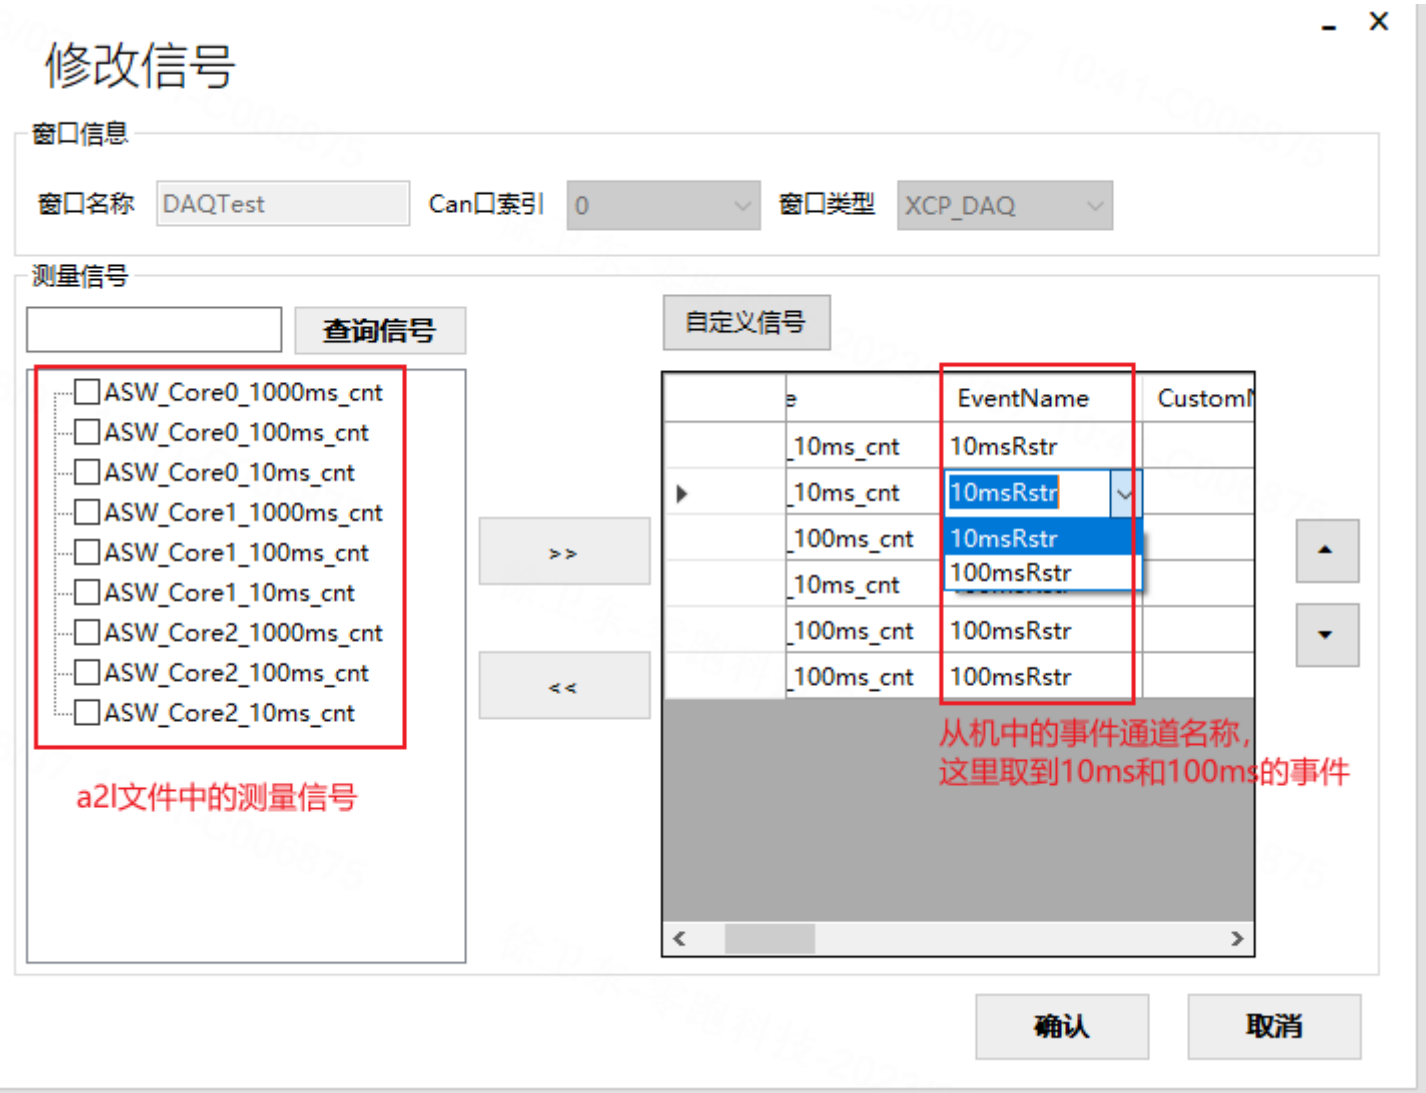 修改信号
窗口信息
窗口名称 DAQTest Can口索引 0 窗口类型 XCP_DAQ
测量信号
查询信号
自定义信号
ASW_Core0_1000ms_cnt
ASW_Core0_100ms_cnt
ASW_Core0_10ms_cnt
ASW_Core1_1000ms_cnt
ASW_Core1_100ms_cnt
ASW_Core1_10ms_cnt
ASW_Core2_1000ms_cnt
ASW_Core2_100ms_cnt
ASW_Core2_10ms_cnt
a2l文件中的测量信号
>>
<<
e EventName Custom
_10ms_cnt 10msRstr
_10ms_cnt 10msRstr
_100ms_cnt 10msRstr
100msRstr
_10ms_cnt
_100ms_cnt 100msRstr
_100ms_cnt 100msRstr
从机中的事件通道名称，
这里取到10ms和100ms的事件
确认 取消